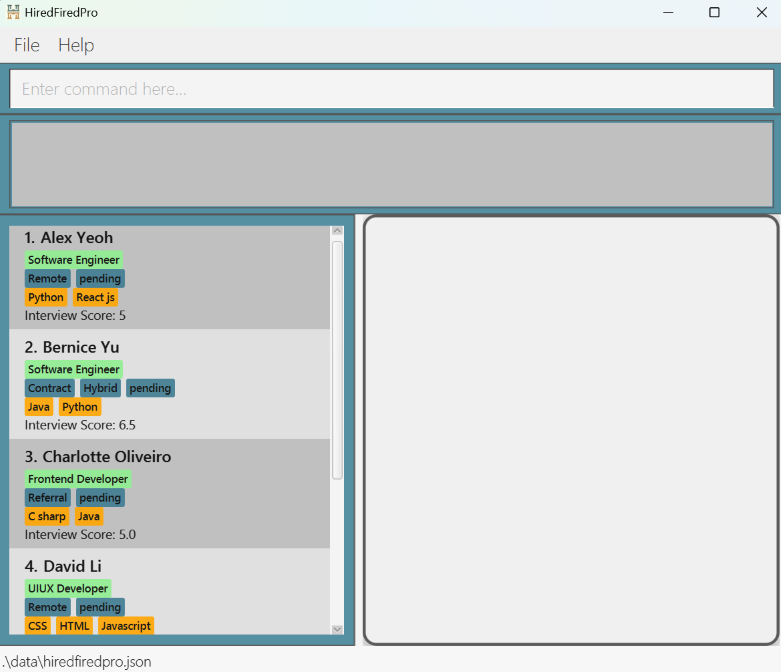 HiredFiredPro
File Help
Enter command here...
1. Alex Yeoh
Software Engineer
Remote pending
Python React js
Interview Score: 5
2. Bernice Yu
Software Engineer
Contract Hybrid pending
Java Python
Interview Score: 6.5
3. Charlotte Oliveiro
Frontend Developer
Referral pending
C sharp Java
Interview Score: 5.0
4. David Li
UIUX Developer
Remote pending
CSS HTML Javascript
.\data\hiredfiredpro.json